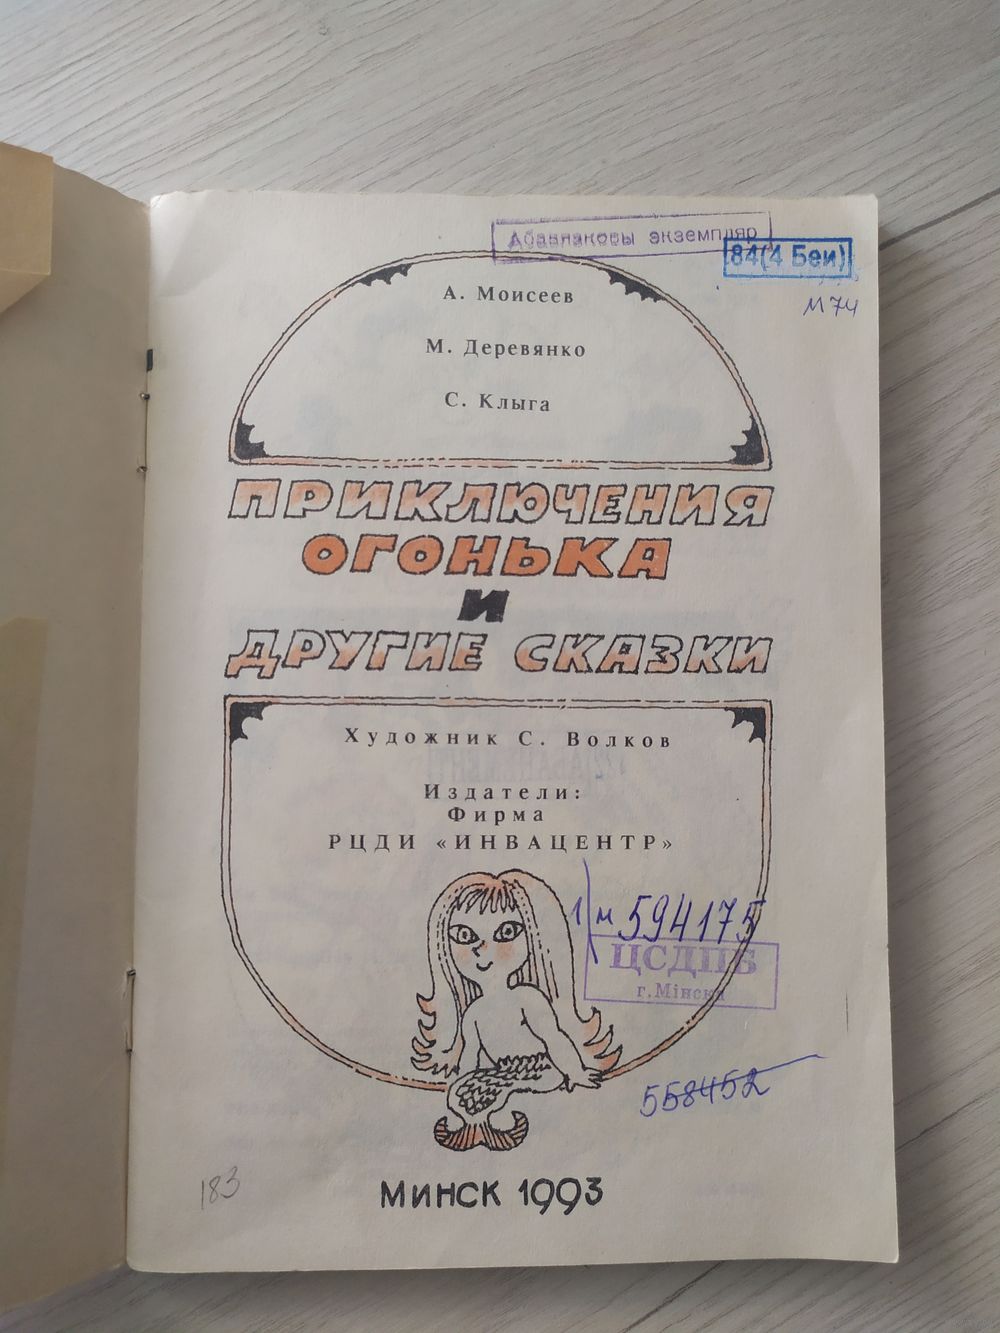 Абавязковы экземпляр
84(4 Беи)
М74
А. Моисеев
М. Деревянко
С. Клыга
ПРИКЛЮЧЕНИЯ
ОГОНЬКА
И
ДРУГИЕ СКАЗКИ
Художник С. Волков
Издатели:
Фирма
РЦДИ «ИНВАЦЕНТР»
1/м 594175
ЦСДПБ
г.Мінска
558452
183
МИНСК 1993